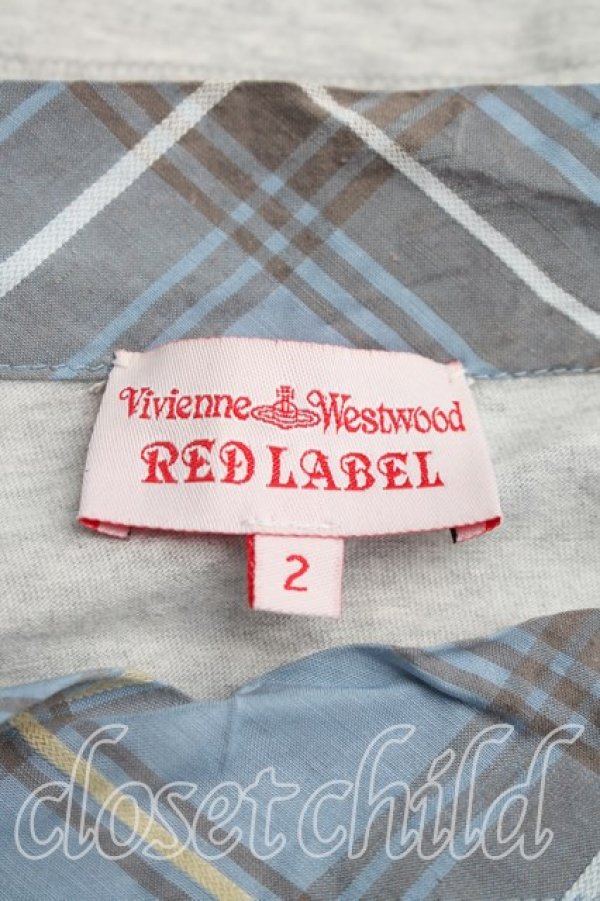 Vivienne Westwood
RED LABEL
2
closetchild